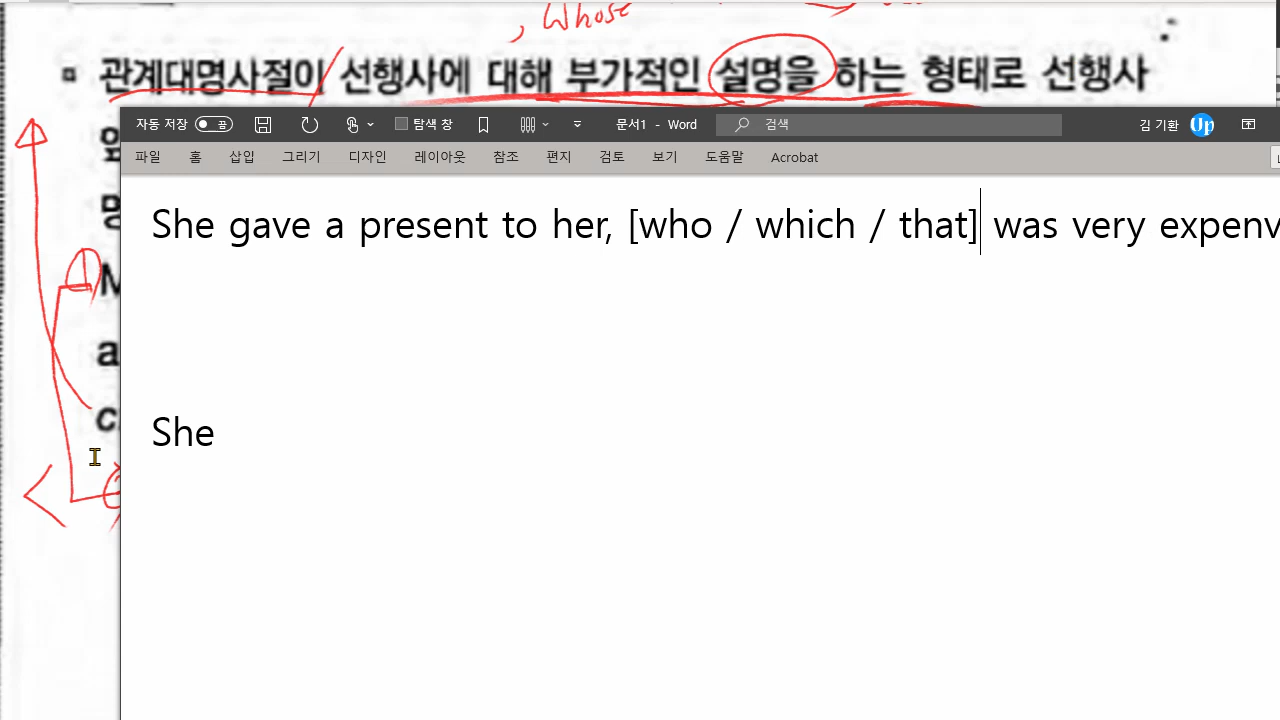 , whose
▫ 관계대명사절이 선행사에 대해 부가적인 설명을 하는 형태로 선행사
자동 저장 끔 탐색 창 문서1 - Word 검색 김 기환 Up
파일 홈 삽입 그리기 디자인 레이아웃 참조 편지 검토 보기 도움말 Acrobat
She gave a present to her, [who / which / that] was very expenv
①
a
c
She